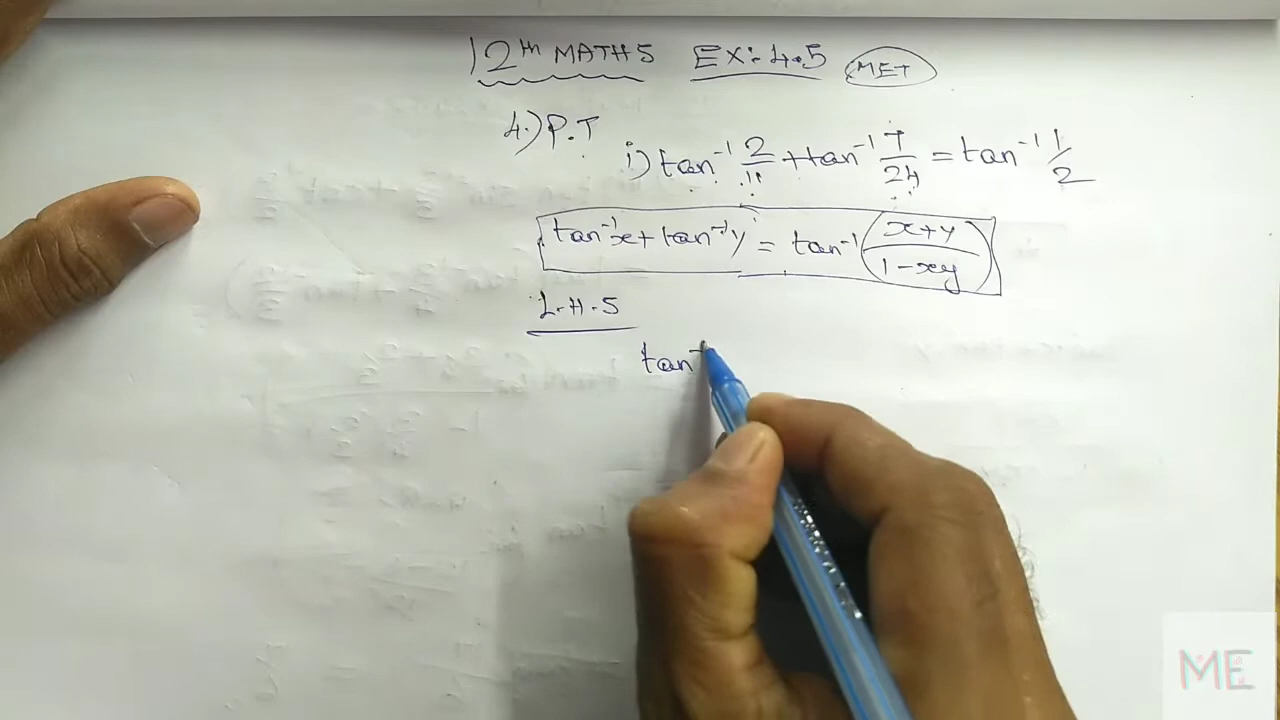 12th MATHS EX:4.5 MET
4.) P.T
i) tan⁻¹ 2/11 + tan⁻¹ 7/24 = tan⁻¹ 1/2
tan⁻¹x + tan⁻¹y = tan⁻¹ (x+y / 1-xy)
L.H.S
tan⁻
ME